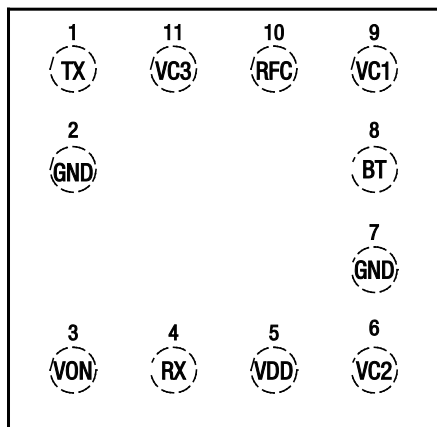 1 11 10 9
TX VC3 RFC VC1
2 8
GND BT
7
GND
3 4 5 6
VON RX VDD VC2